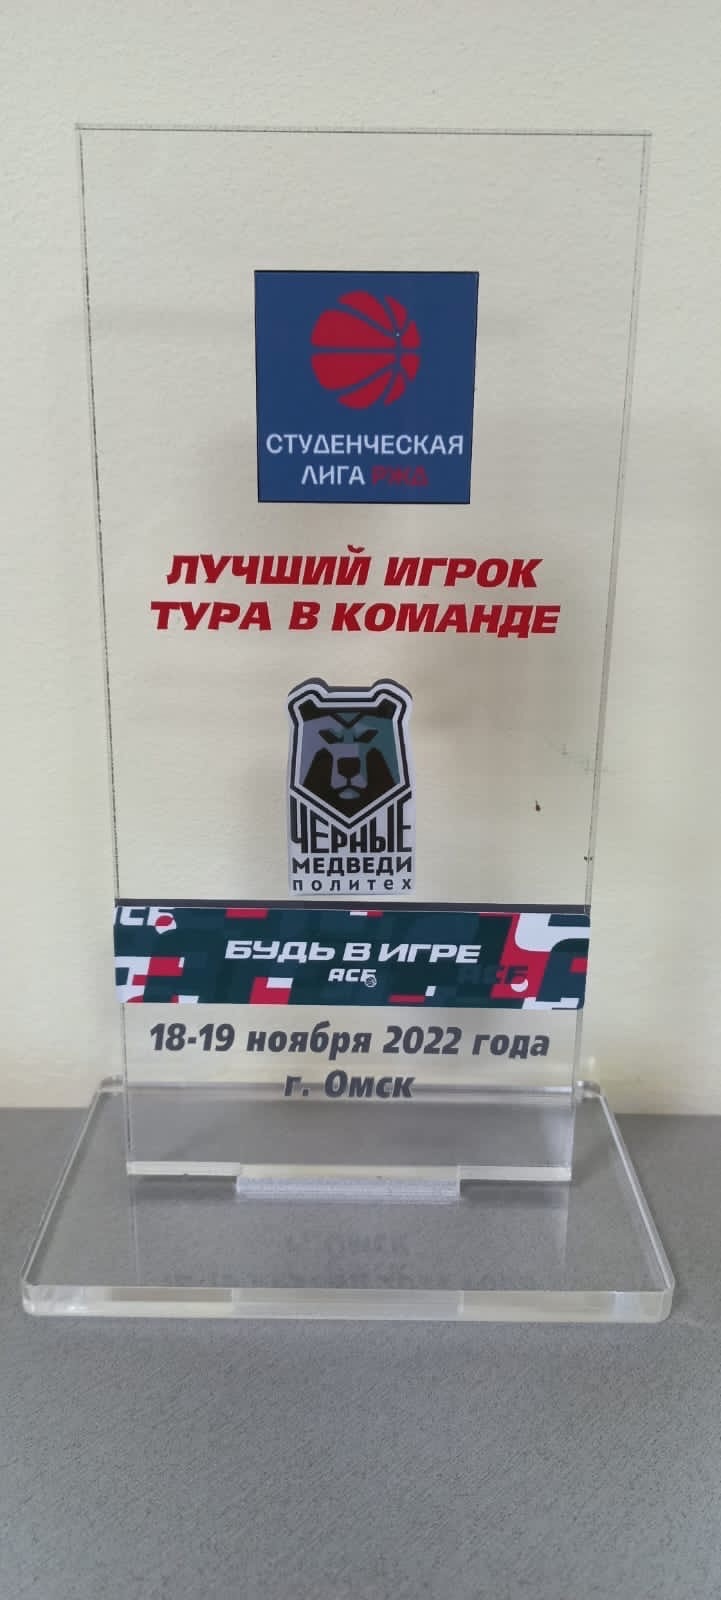 СТУДЕНЧЕСКАЯ
ЛИГА РЖД
ЛУЧШИЙ ИГРОК
ТУРА В КОМАНДЕ
ЧЕРНЫЕ
МЕДВЕДИ
ПОЛИТЕХ
БУДЬ В ИГРЕ
АСБ
18-19 ноября 2022 года
г. Омск